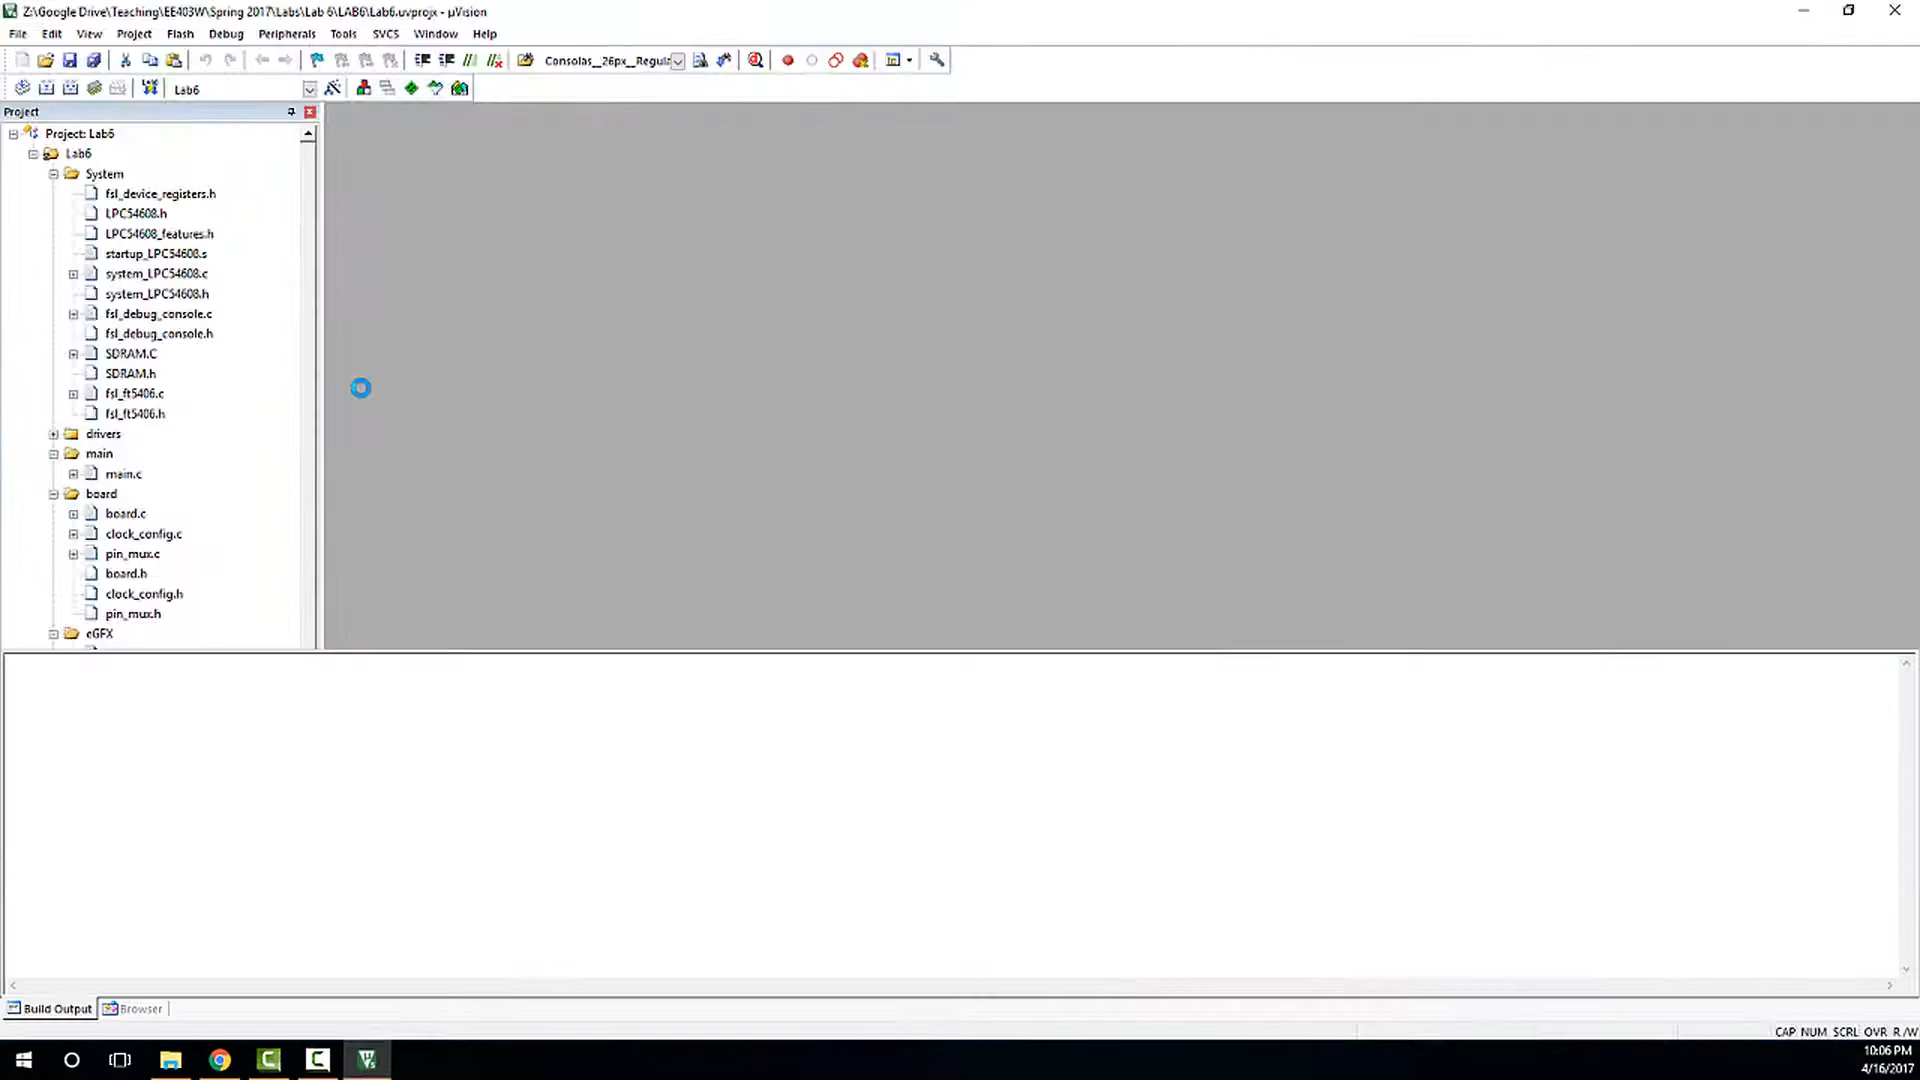 Z:\Google Drive\Teaching\EE403W\Spring 2017\Labs\Lab 6\LAB6\Lab6.uvprojx - µVision
File Edit View Project Flash Debug Peripherals Tools SVCS Window Help
Consolas__26px__Regula
Lab6
Project
Project: Lab6
Lab6
System
fsl_device_registers.h
LPC54608.h
LPC54608_features.h
startup_LPC54608.s
system_LPC54608.c
system_LPC54608.h
fsl_debug_console.c
fsl_debug_console.h
SDRAM.C
SDRAM.h
fsl_ft5406.c
fsl_ft5406.h
drivers
main
main.c
board
board.c
clock_config.c
pin_mux.c
board.h
clock_config.h
pin_mux.h
eGFX
Build Output Browser
CAP NUM SCRL OVR R/W
10:06 PM
4/16/2017